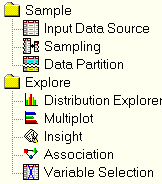 Sample
Input Data Source
Sampling
Data Partition
Explore
Distribution Explorer
Multiplot
Insight
Association
Variable Selection